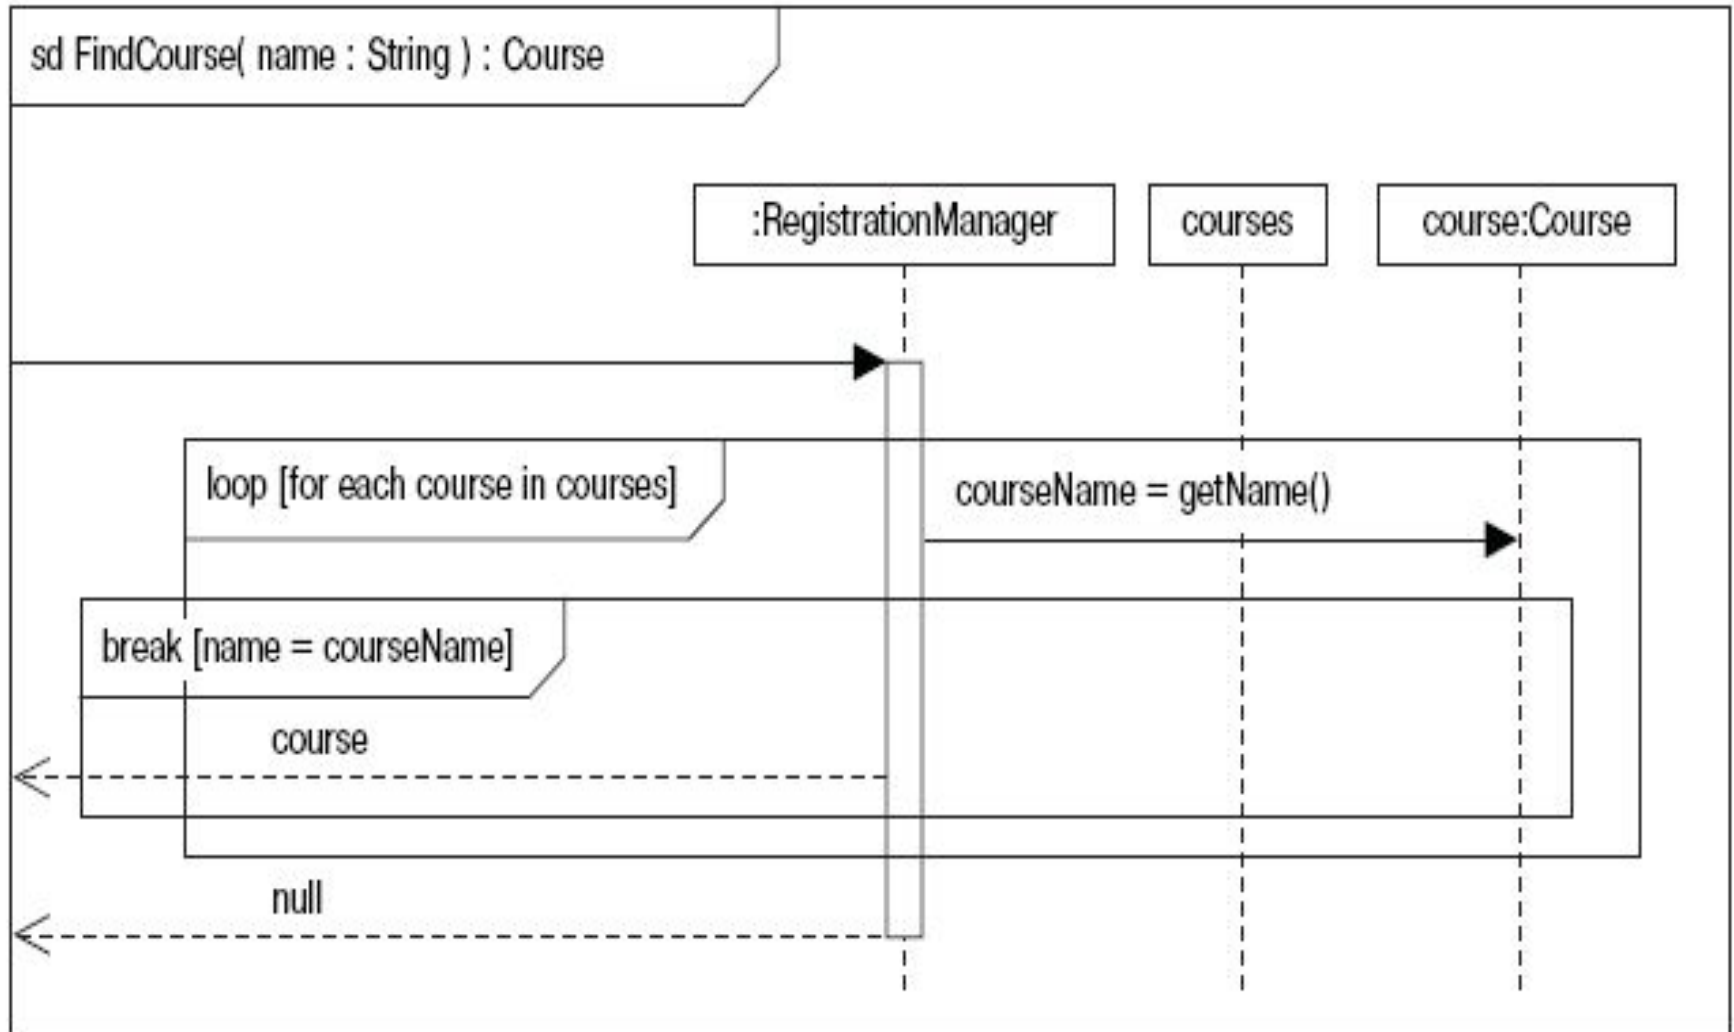 sd FindCourse( name : String ) : Course
:RegistrationManager
courses
course:Course
loop [for each course in courses]
courseName = getName()
break [name = courseName]
course
null